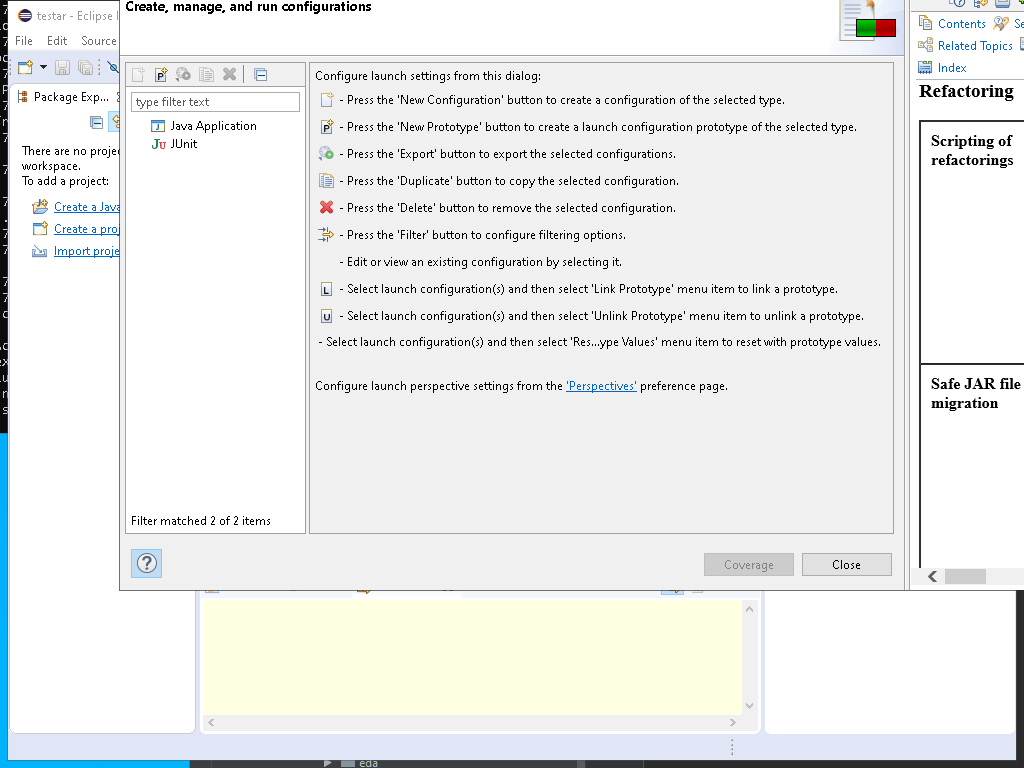 testar - Eclipse I
File Edit Source
Package Exp...
There are no proje
workspace.
To add a project:
Create a Java
Create a proj
Import proje
Create, manage, and run configurations
type filter text
Java Application
JUnit
Filter matched 2 of 2 items
Configure launch settings from this dialog:
- Press the 'New Configuration' button to create a configuration of the selected type.
- Press the 'New Prototype' button to create a launch configuration prototype of the selected type.
- Press the 'Export' button to export the selected configurations.
- Press the 'Duplicate' button to copy the selected configuration.
- Press the 'Delete' button to remove the selected configuration.
- Press the 'Filter' button to configure filtering options.
- Edit or view an existing configuration by selecting it.
- Select launch configuration(s) and then select 'Link Prototype' menu item to link a prototype.
- Select launch configuration(s) and then select 'Unlink Prototype' menu item to unlink a prototype.
- Select launch configuration(s) and then select 'Res...ype Values' menu item to reset with prototype values.
Configure launch perspective settings from the 'Perspectives' preference page.
Coverage Close
Contents Se
Related Topics
Index
Refactoring
Scripting of
refactorings
Safe JAR file
migration
eda